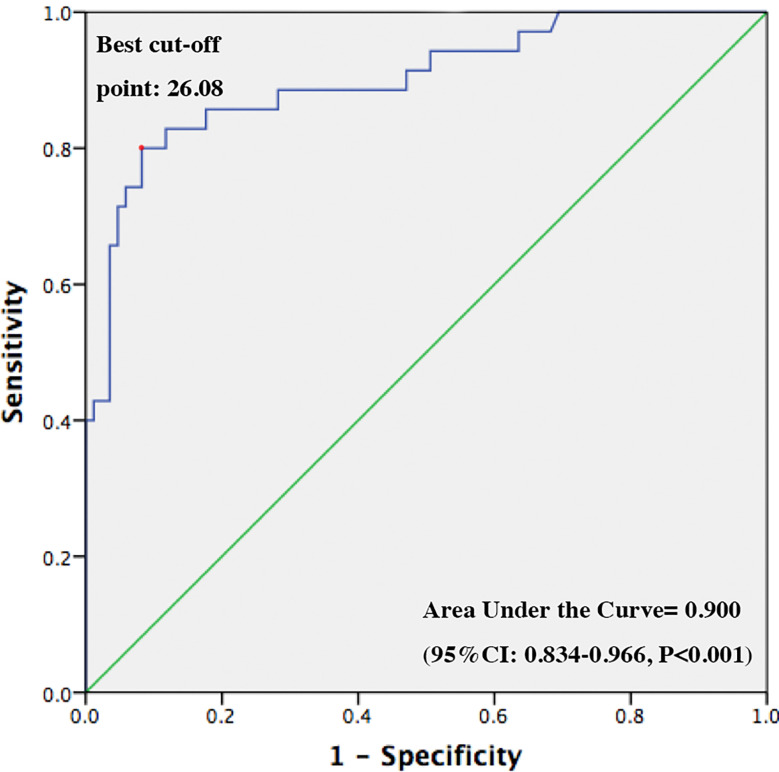 1.0
Best cut-off
point: 26.08
0.8
0.6
Sensitivity
0.4
0.2
Area Under the Curve= 0.900
(95%CI: 0.834-0.966, P<0.001)
0.0
0.0 0.2 0.4 0.6 0.8 1.0
1 - Specificity